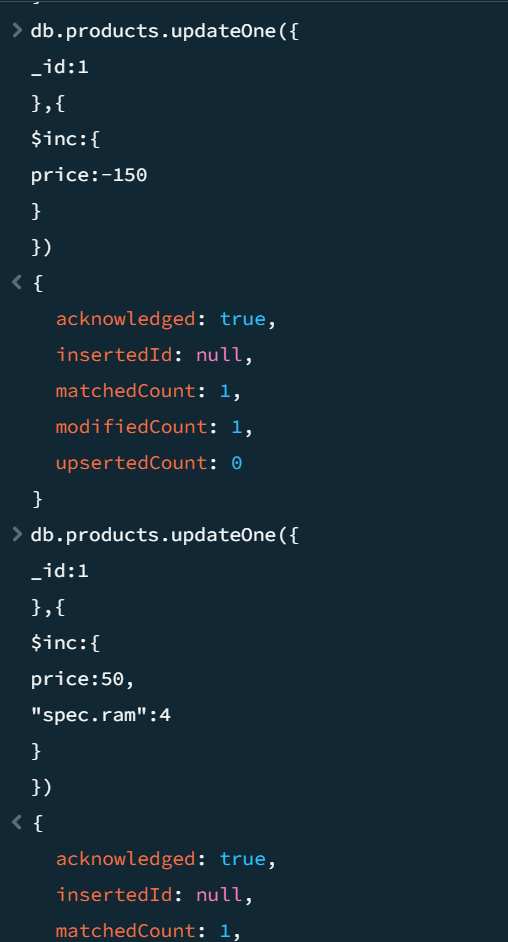 > db.products.updateOne({
_id:1
},{
$inc:{
price:-150
}
})
< {
acknowledged: true,
insertedId: null,
matchedCount: 1,
modifiedCount: 1,
upsertedCount: 0
}
> db.products.updateOne({
_id:1
},{
$inc:{
price:50,
"spec.ram":4
}
})
< {
acknowledged: true,
insertedId: null,
matchedCount: 1,